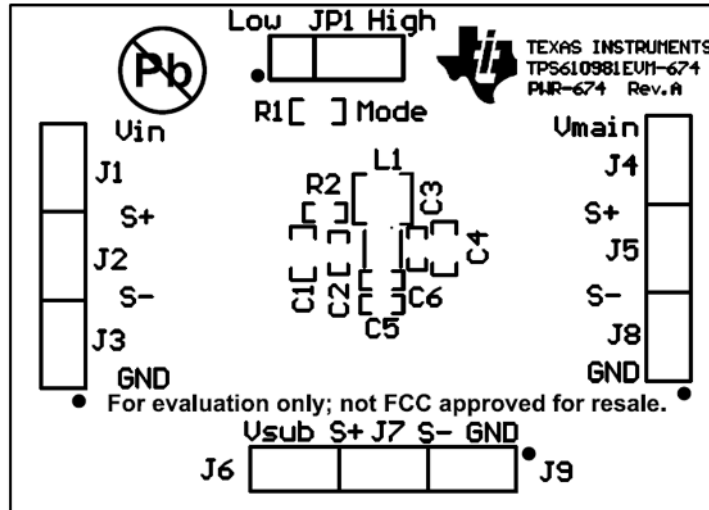 Low JP1 High
Pb
TEXAS INSTRUMENTS
TPS610981EVM-674
PWR-674 Rev.A
R1 Mode
Vin
J1
S+
J2
S-
J3
GND
L1
R2
C3
C4
C1
C2
C6
C5
Vmain
J4
S+
J5
S-
J8
GND
For evaluation only; not FCC approved for resale.
Vsub S+ J7 S- GND
J6
J9